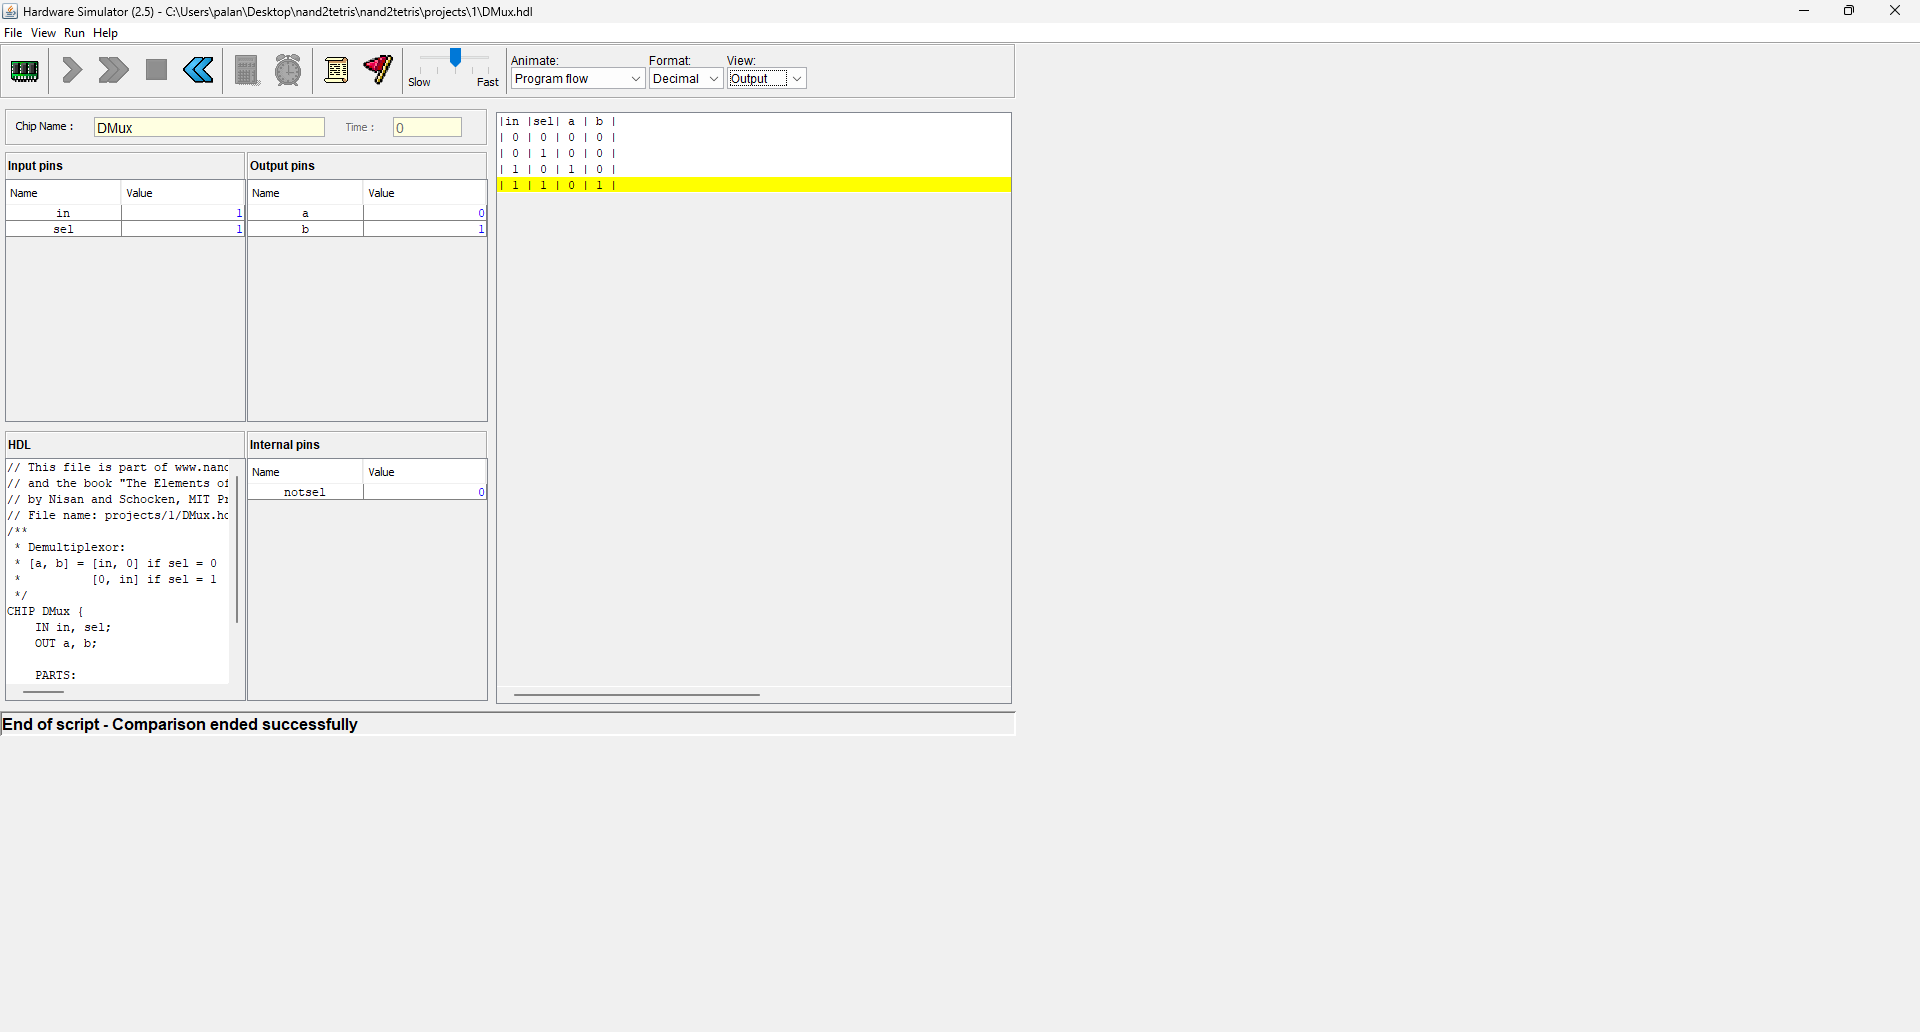 Hardware Simulator (2.5) - C:\Users\palan\Desktop\nand2tetris\nand2tetris\projects\1\DMux.hdl
File View Run Help
Animate: Format: View:
Slow Fast Program flow Decimal Output
Chip Name : DMux Time : 0
Input pins
Name Value
in 1
sel 1
Output pins
Name Value
a 0
b 1
|in |sel| a | b |
| 0 | 0 | 0 | 0 |
| 0 | 1 | 0 | 0 |
| 1 | 0 | 1 | 0 |
| 1 | 1 | 0 | 1 |
HDL
// This file is part of www.nand
// and the book "The Elements of
// by Nisan and Schocken, MIT Pr
// File name: projects/1/DMux.hd
/**
* Demultiplexor:
* [a, b] = [in, 0] if sel = 0
* [0, in] if sel = 1
*/
CHIP DMux {
IN in, sel;
OUT a, b;
PARTS:
Internal pins
Name Value
notsel 0
End of script - Comparison ended successfully